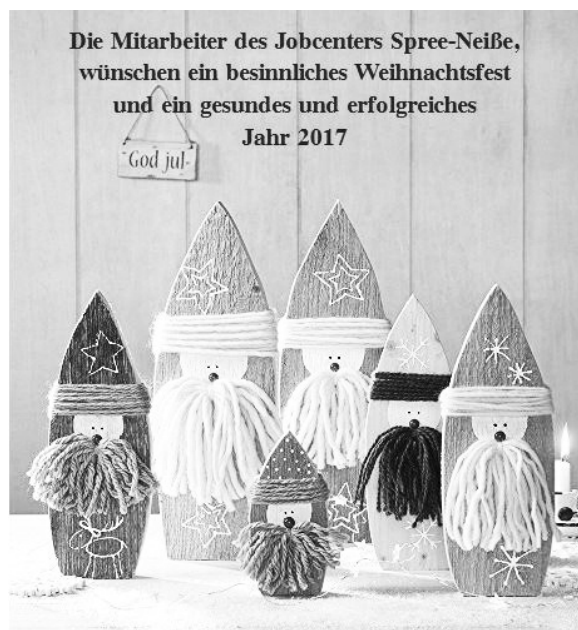 Die Mitarbeiter des Jobcenters Spree-Neiße,
wünschen ein besinnliches Weihnachtsfest
und ein gesundes und erfolgreiches
Jahr 2017
God jul